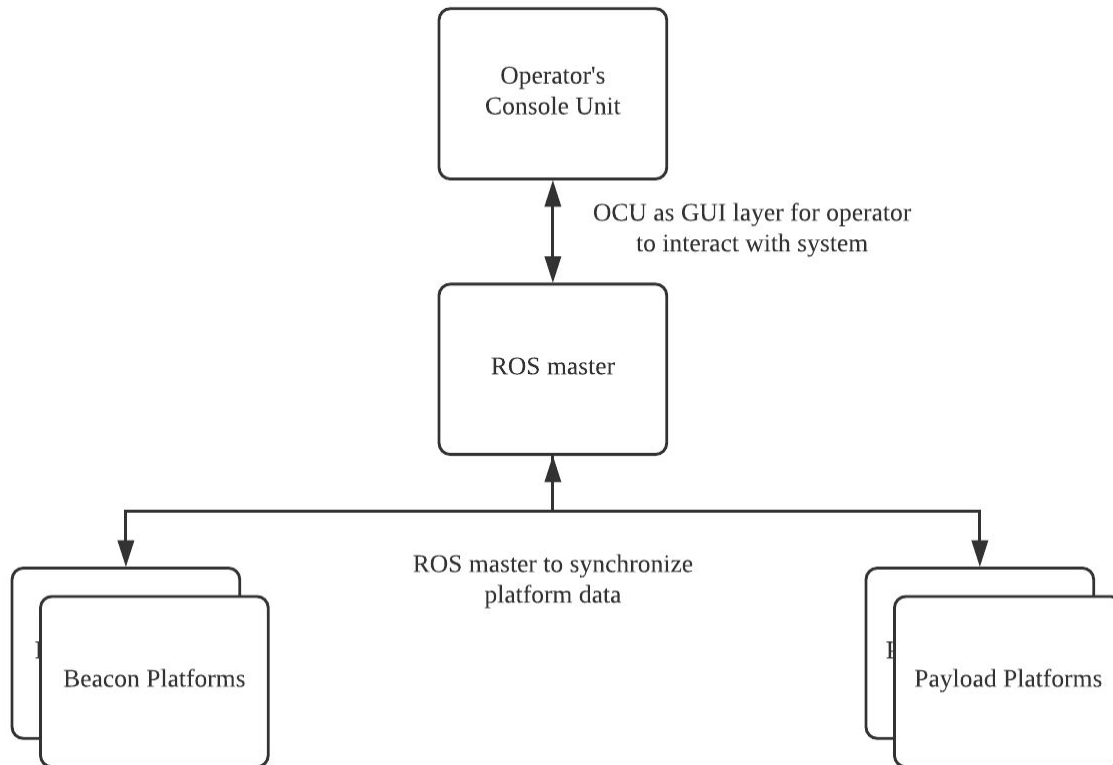 Operator's
Console Unit
OCU as GUI layer for operator
to interact with system
ROS master
ROS master to synchronize
platform data
Beacon Platforms
Payload Platforms